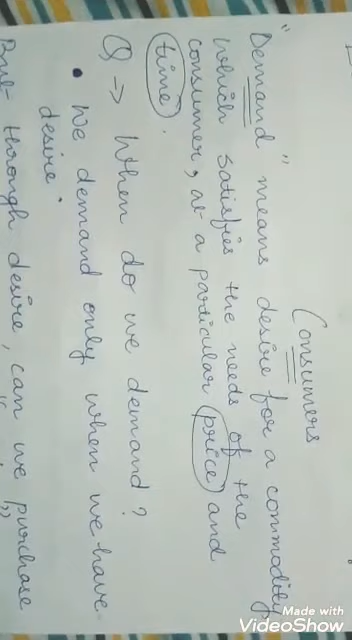 Consumers
"Demand" means desire for a commodity
which satisfies the needs of the
consumer, at a particular price and
time.
Q → When do we demand?
• We demand only when we have
desire.
But through desire, can we purchase
Made with
VideoShow